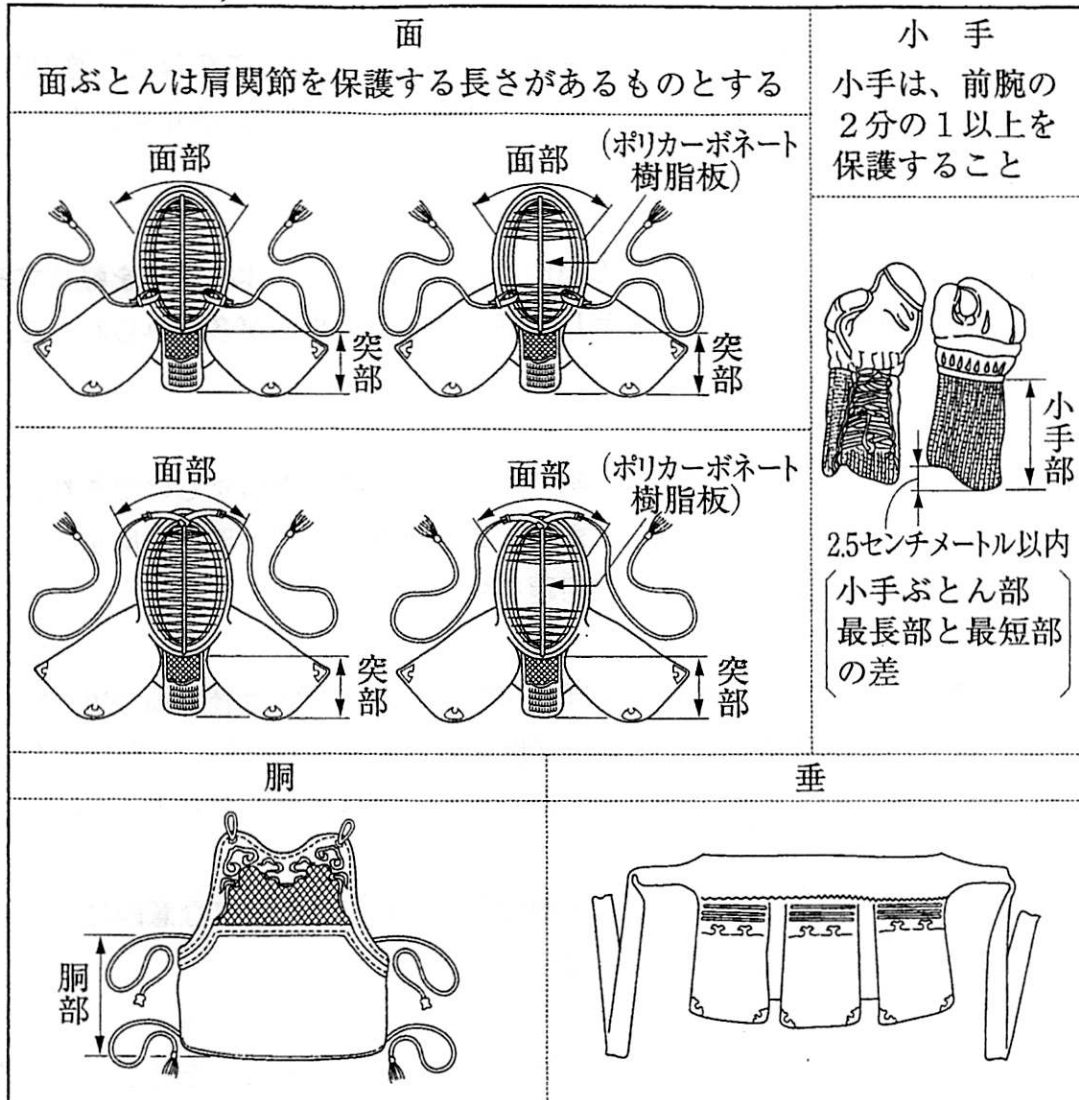 面
面ぶとんは肩関節を保護する長さがあるものとする
面部
突部
面部
(ポリカーボネート
樹脂板)
突部
面部
突部
面部
(ポリカーボネート
樹脂板)
突部
小 手
小手は、前腕の
2分の1以上を
保護すること
小手部
2.5センチメートル以内
小手ぶとん部
最長部と最短部
の差
胴
胴部
垂